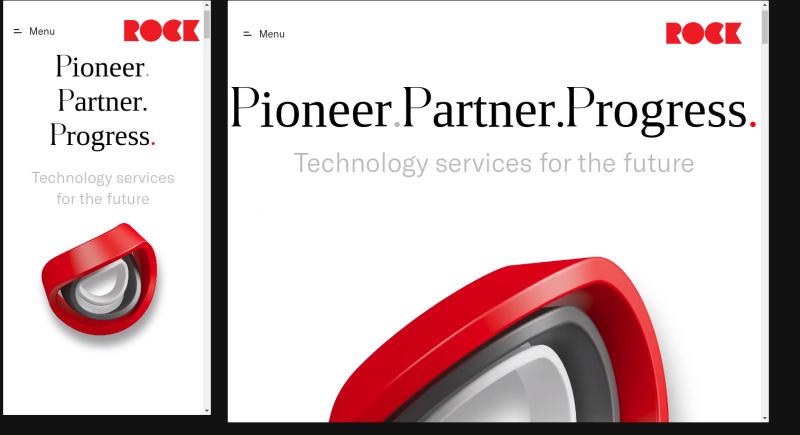 Menu
ROCK
Pioneer.
Partner.
Progress.
Technology services
for the future
Menu
ROCK
Pioneer.Partner.Progress.
Technology services for the future